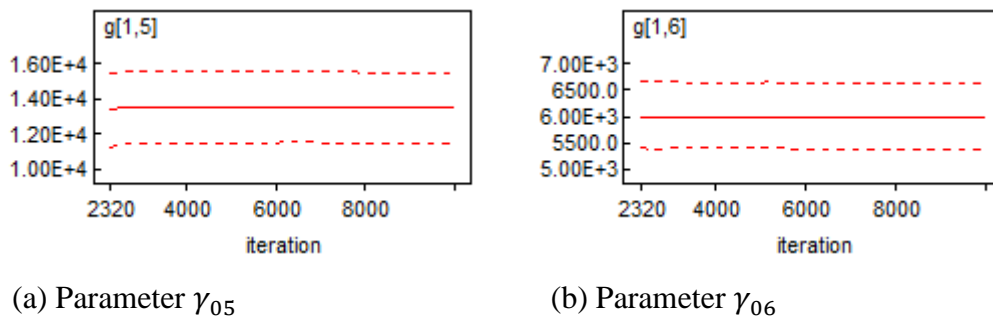 g[1,5]
1.60E+4
1.40E+4
1.20E+4
1.00E+4
2320 4000 6000 8000
iteration
(a) Parameter γ₀₅
g[1,6]
7.00E+3
6500.0
6.00E+3
5500.0
5.00E+3
2320 4000 6000 8000
iteration
(b) Parameter γ₀₆